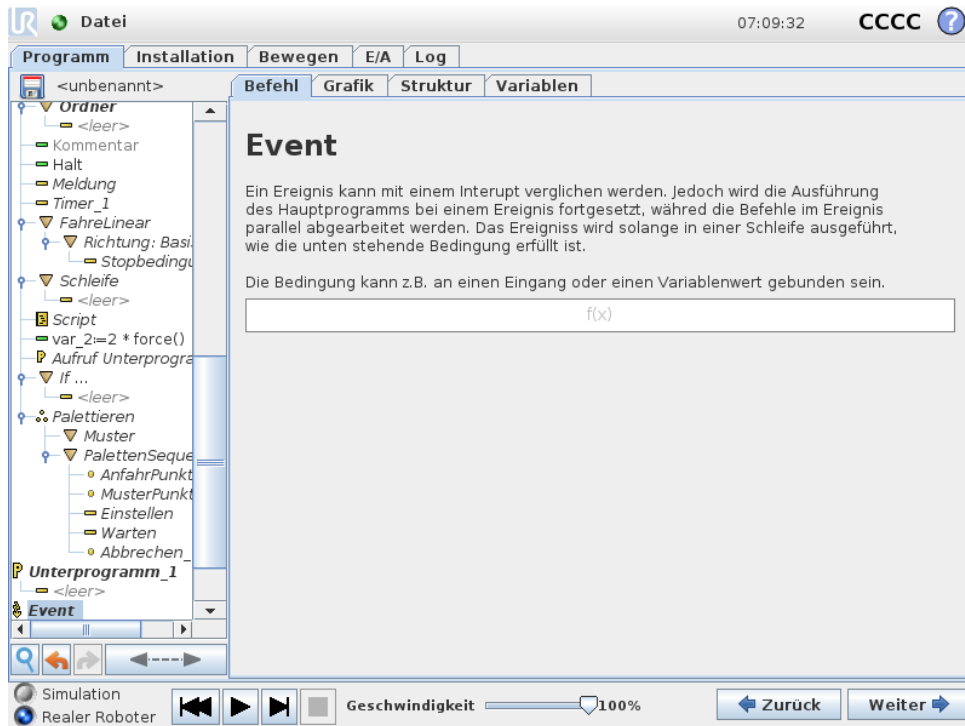 Datei
07:09:32
CCCC
?
Programm Installation Bewegen E/A Log
<unbenannt>
Befehl Grafik Struktur Variablen
Ordner
<leer>
Kommentar
Halt
Meldung
Timer_1
FahreLinear
Richtung: Basi
Stopbedingu
Schleife
<leer>
Script
var_2:=2 * force()
Aufruf Unterprogra
If ...
<leer>
Palettieren
Muster
PalettenSeque
AnfahrPunkt
MusterPunkt
Einstellen
Warten
Abbrechen_
Unterprogramm_1
<leer>
Event
Event
Ein Ereignis kann mit einem Interupt verglichen werden. Jedoch wird die Ausführung
des Hauptprogramms bei einem Ereignis fortgesetzt, währed die Befehle im Ereignis
parallel abgearbeitet werden. Das Ereigniss wird solange in einer Schleife ausgeführt,
wie die unten stehende Bedingung erfüllt ist.
Die Bedingung kann z.B. an einen Eingang oder einen Variablenwert gebunden sein.
f(x)
Simulation
Realer Roboter
Geschwindigkeit 100%
Zurück
Weiter